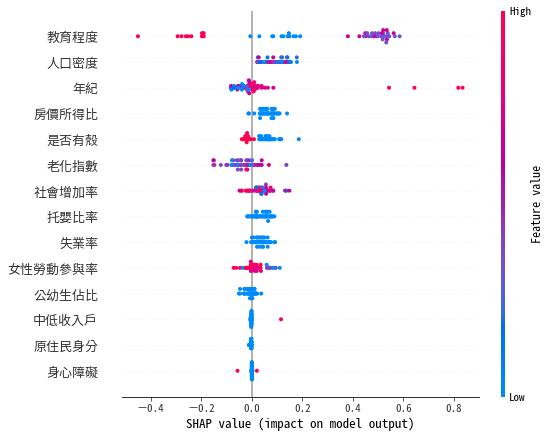 High
教育程度
人口密度
年紀
房價所得比
是否有殼
老化指數
社會增加率
托嬰比率
失業率
女性勞動參與率
公幼生佔比
中低收入戶
原住民身分
身心障礙
Feature value
Low
−0.4 −0.2 0.0 0.2 0.4 0.6 0.8
SHAP value (impact on model output)